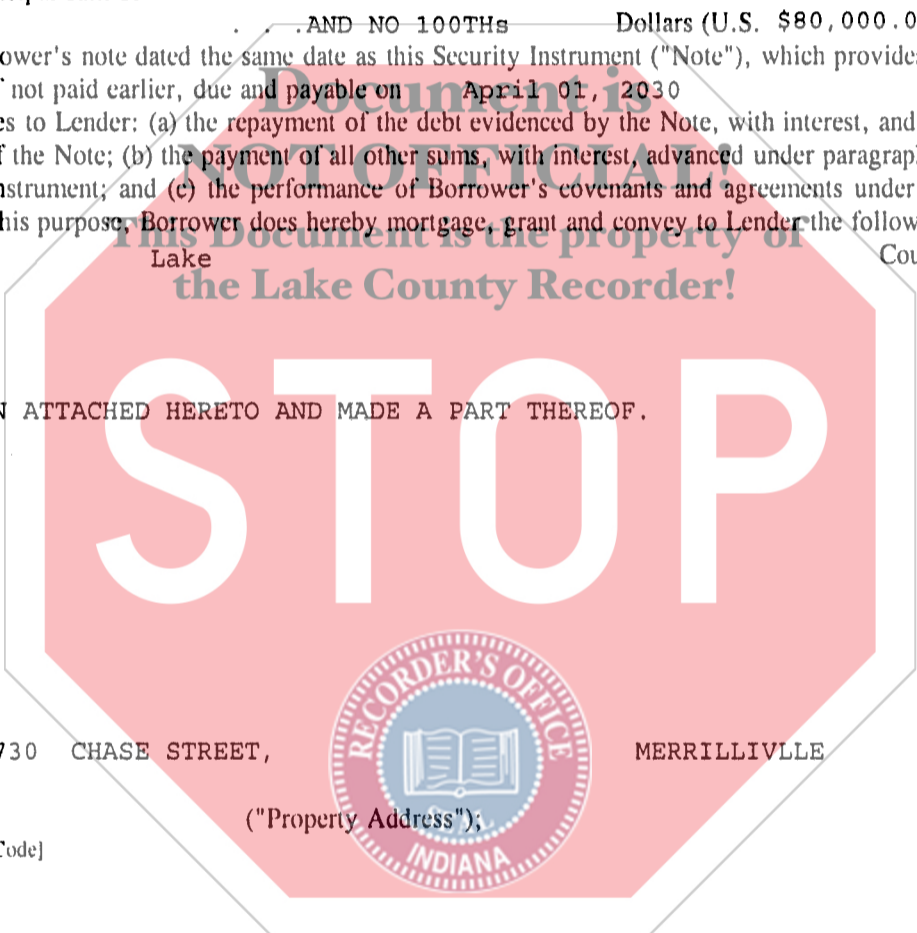 . . .AND NO 100THs Dollars (U.S. $80,000.0
ower's note dated the same date as this Security Instrument ("Note"), which provide
f not paid earlier, due and payable on April 01, 2030
Document is
es to Lender: (a) the repayment of the debt evidenced by the Note, with interest, and
f the Note; (b) the payment of all other sums, with interest, advanced under paragrap
NOT OFFICIAL!
nstrument; and (c) the performance of Borrower's covenants and agreements under
his purpose, Borrower does hereby mortgage, grant and convey to Lender the follow
This Document is the property of
Lake Cou
the Lake County Recorder!
N ATTACHED HERETO AND MADE A PART THEREOF.
STOP
RECORDER'S OFFICE
730 CHASE STREET, MERRILLIVLLE
SEAL
("Property Address");
Code]
INDIANA